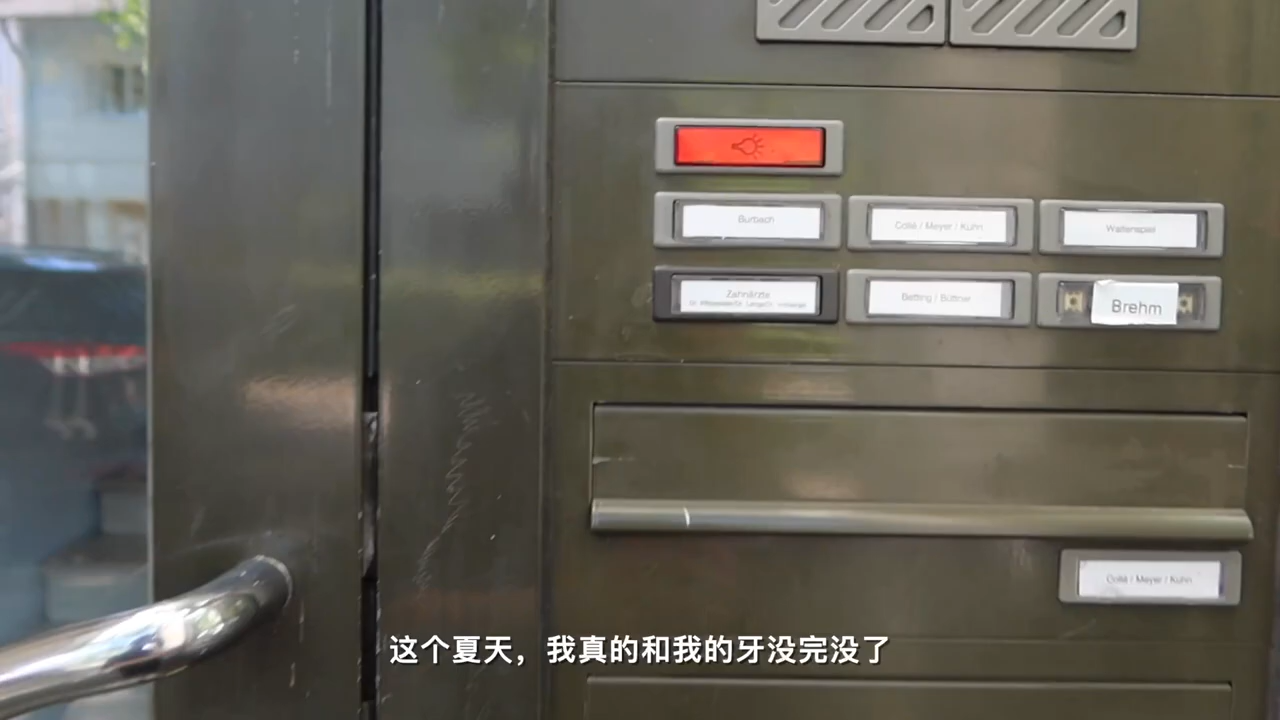 Burbach
Collé / Meyer / Kuhn
Wallenspiel
Zahnärzte
Betting / Büttner
Brehm
Collé / Meyer / Kuhn
这个夏天，我真的和我的牙没完没了